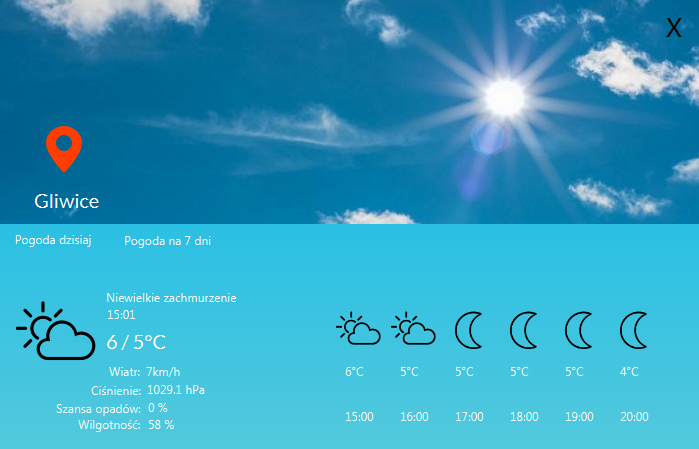 X
Gliwice
Pogoda dzisiaj Pogoda na 7 dni
Niewielkie zachmurzenie
15:01
6 / 5°C
Wiatr: 7km/h
Ciśnienie: 1029.1 hPa
Szansa opadów: 0 %
Wilgotność: 58 %
6°C 5°C 5°C 5°C 5°C 4°C
15:00 16:00 17:00 18:00 19:00 20:00